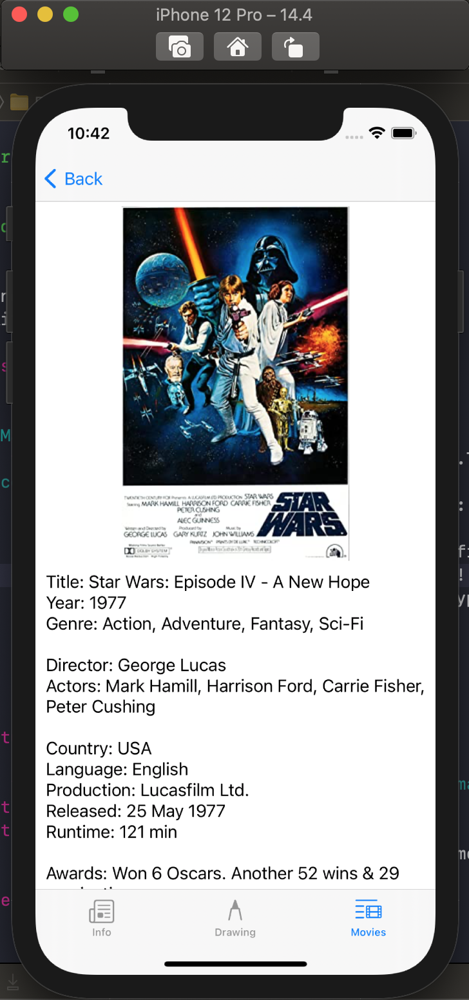 iPhone 12 Pro – 14.4
10:42
Back
TWENTIETH CENTURY-FOX Presents A LUCASFILM LTD PRODUCTION STAR WARS
Starring MARK HAMILL HARRISON FORD CARRIE FISHER
PETER CUSHING
and
ALEC GUINNESS
Written and Directed by
GEORGE LUCAS
Produced by
GARY KURTZ
Music by
JOHN WILLIAMS
PANAVISION PRINTS BY DE LUXE TECHNICOLOR
DOLBY SYSTEM
STAR
WARS
Title: Star Wars: Episode IV - A New Hope
Year: 1977
Genre: Action, Adventure, Fantasy, Sci-Fi
Director: George Lucas
Actors: Mark Hamill, Harrison Ford, Carrie Fisher,
Peter Cushing
Country: USA
Language: English
Production: Lucasfilm Ltd.
Released: 25 May 1977
Runtime: 121 min
Awards: Won 6 Oscars. Another 52 wins & 29
Info
Drawing
Movies